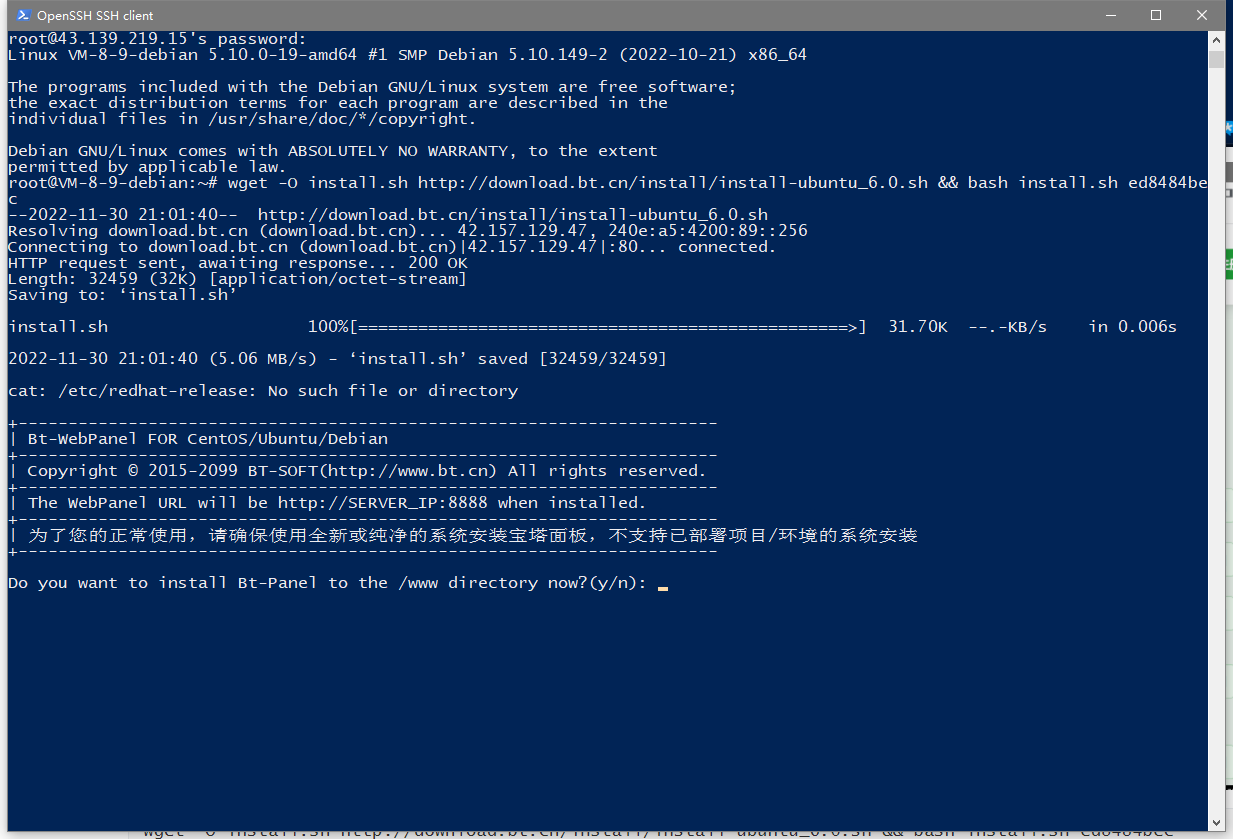 OpenSSH SSH client
root@43.139.219.15's password:
Linux VM-8-9-debian 5.10.0-19-amd64 #1 SMP Debian 5.10.149-2 (2022-10-21) x86_64
The programs included with the Debian GNU/Linux system are free software;
the exact distribution terms for each program are described in the
individual files in /usr/share/doc/*/copyright.
Debian GNU/Linux comes with ABSOLUTELY NO WARRANTY, to the extent
permitted by applicable law.
root@VM-8-9-debian:~# wget -O install.sh http://download.bt.cn/install/install-ubuntu_6.0.sh && bash install.sh ed8484be
c
--2022-11-30 21:01:40--  http://download.bt.cn/install/install-ubuntu_6.0.sh
Resolving download.bt.cn (download.bt.cn)... 42.157.129.47, 240e:a5:4200:89::256
Connecting to download.bt.cn (download.bt.cn)|42.157.129.47|:80... connected.
HTTP request sent, awaiting response... 200 OK
Length: 32459 (32K) [application/octet-stream]
Saving to: ‘install.sh’
install.sh                    100%[=================================================>]  31.70K  --.-KB/s    in 0.006s
2022-11-30 21:01:40 (5.06 MB/s) - ‘install.sh’ saved [32459/32459]
cat: /etc/redhat-release: No such file or directory
+----------------------------------------------------------------------
| Bt-WebPanel FOR CentOS/Ubuntu/Debian
+----------------------------------------------------------------------
| Copyright © 2015-2099 BT-SOFT(http://www.bt.cn) All rights reserved.
+----------------------------------------------------------------------
| The WebPanel URL will be http://SERVER_IP:8888 when installed.
+----------------------------------------------------------------------
| 为了您的正常使用，请确保使用全新或纯净的系统安装宝塔面板，不支持已部署项目/环境的系统安装
+----------------------------------------------------------------------
Do you want to install Bt-Panel to the /www directory now?(y/n):
wget -O install.sh http://download.bt.cn/install/install-ubuntu_6.0.sh && bash install.sh ed8484bec